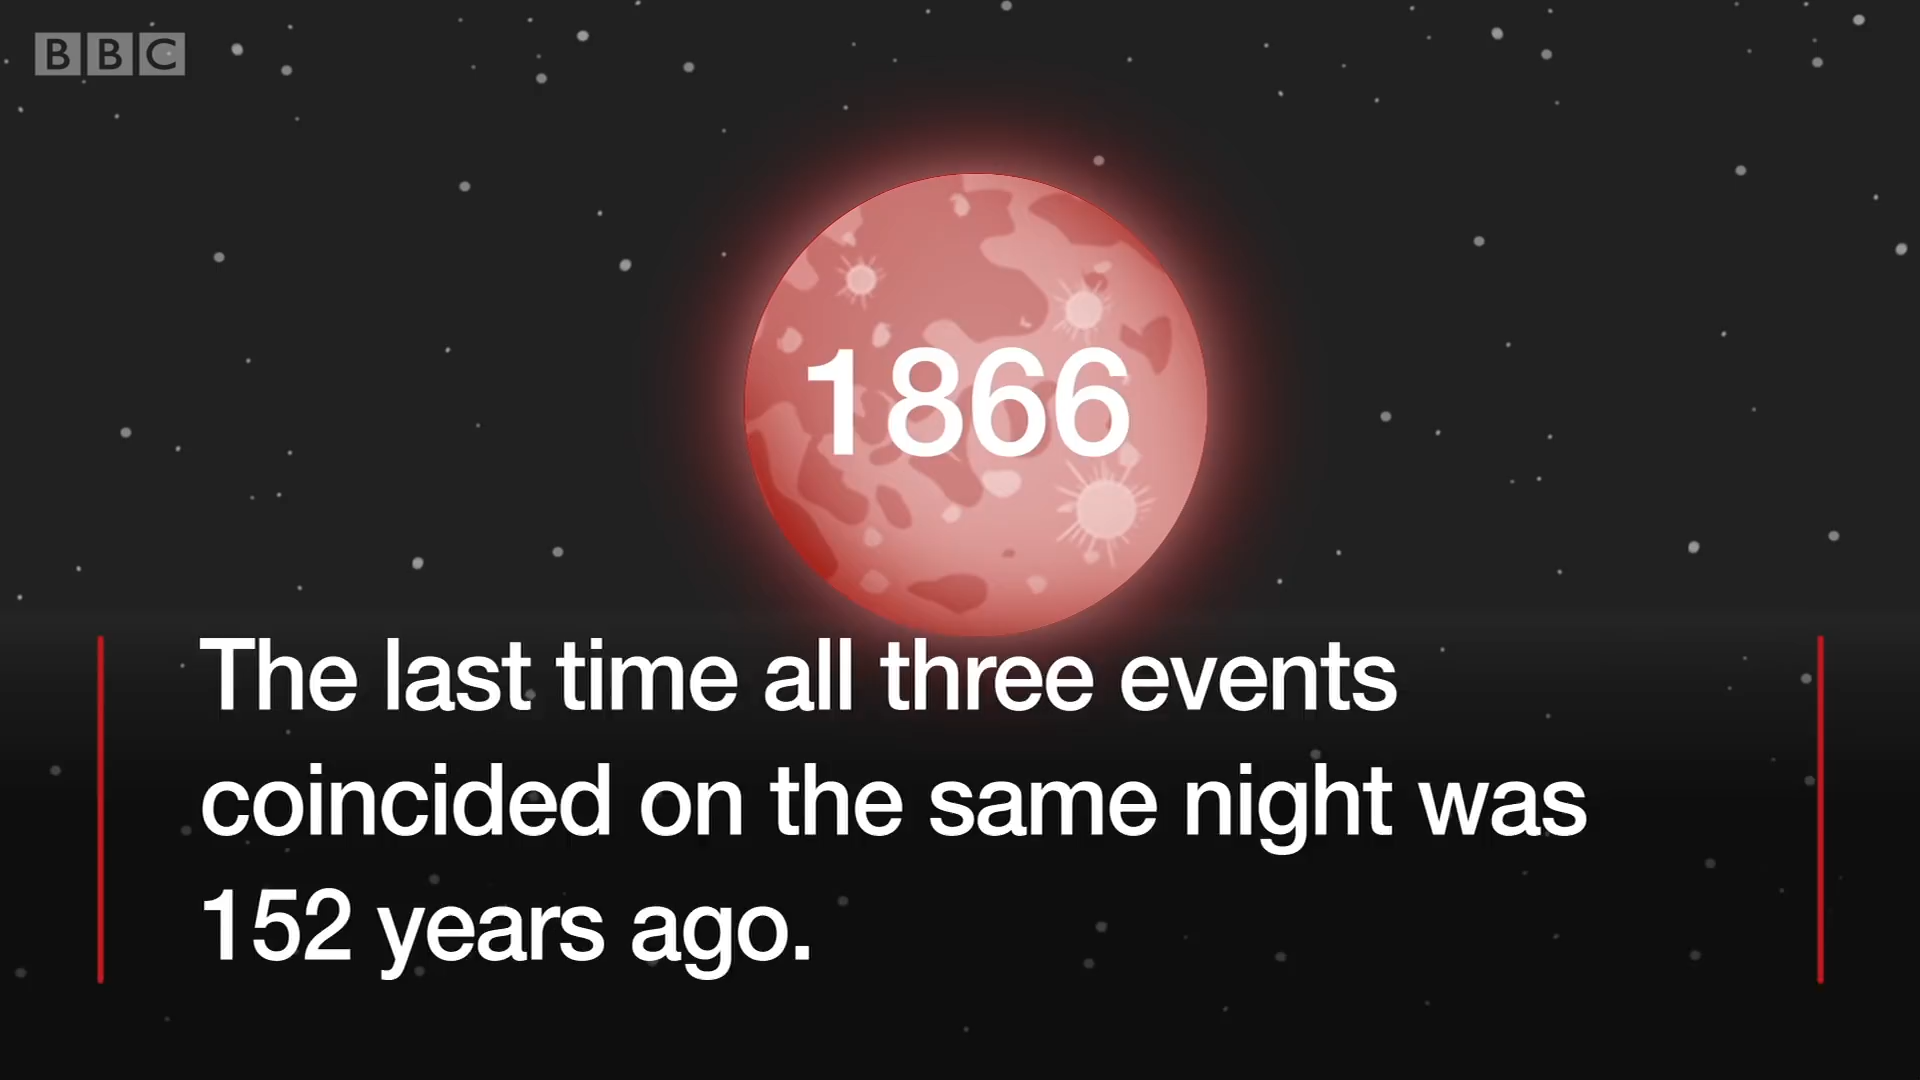 BBC
1866
The last time all three events
coincided on the same night was
152 years ago.